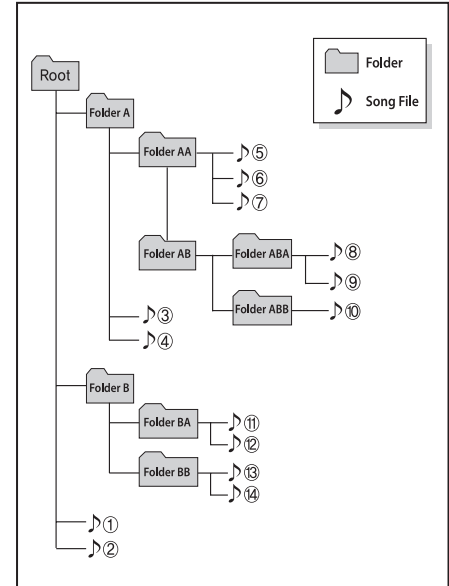 Folder
Song File
Root
Folder A
Folder AA
⑤
⑥
⑦
Folder AB
Folder ABA
⑧
⑨
Folder ABB
⑩
③
④
Folder B
Folder BA
⑪
⑫
Folder BB
⑬
⑭
①
②